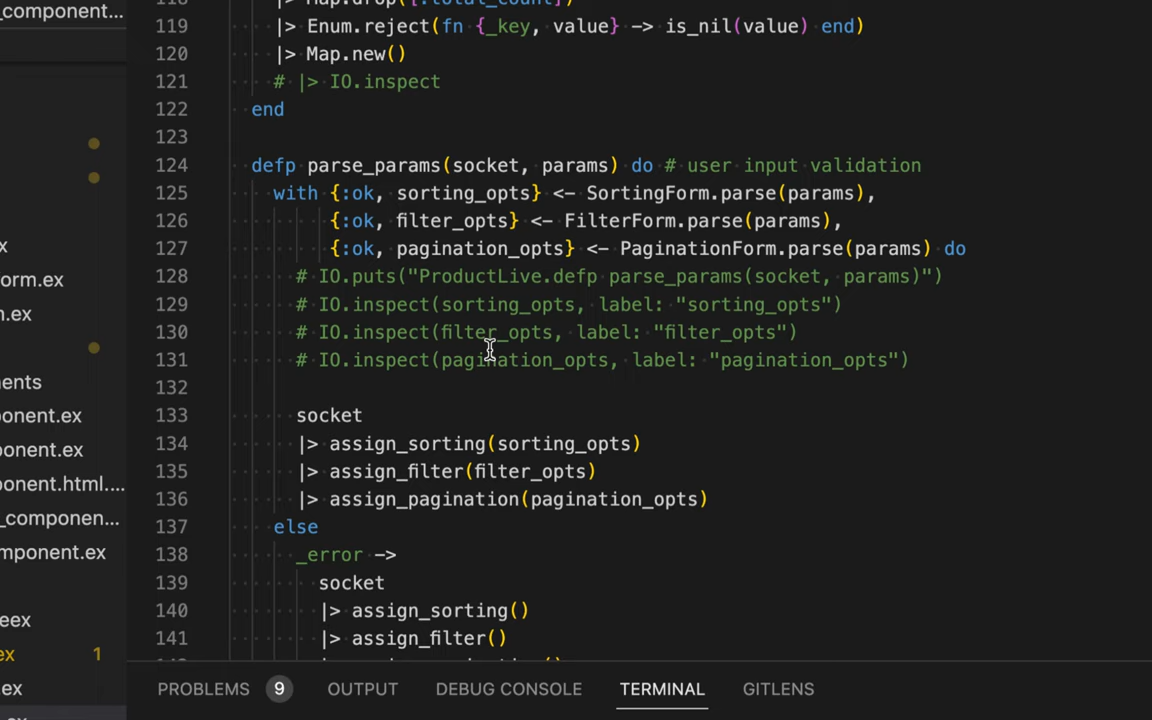 _component...
118 |> Map.drop([:total_count])
119 |> Enum.reject(fn {_key, value} -> is_nil(value) end)
120 |> Map.new()
121 # |> IO.inspect
122 end
123
124 defp parse_params(socket, params) do # user input validation
125 with {:ok, sorting_opts} <- SortingForm.parse(params),
126 {:ok, filter_opts} <- FilterForm.parse(params),
127 {:ok, pagination_opts} <- PaginationForm.parse(params) do
128 # IO.puts("ProductLive.defp parse_params(socket, params)")
129 # IO.inspect(sorting_opts, label: "sorting_opts")
130 # IO.inspect(filter_opts, label: "filter_opts")
131 # IO.inspect(pagination_opts, label: "pagination_opts")
132
133 socket
134 |> assign_sorting(sorting_opts)
135 |> assign_filter(filter_opts)
136 |> assign_pagination(pagination_opts)
137 else
138 _error ->
139 socket
140 |> assign_sorting()
141 |> assign_filter()
x
orm.ex
n.ex
ents
onent.ex
onent.ex
onent.html....
_componen...
mponent.ex
eex
ex 1
.ex
PROBLEMS 9 OUTPUT DEBUG CONSOLE TERMINAL GITLENS